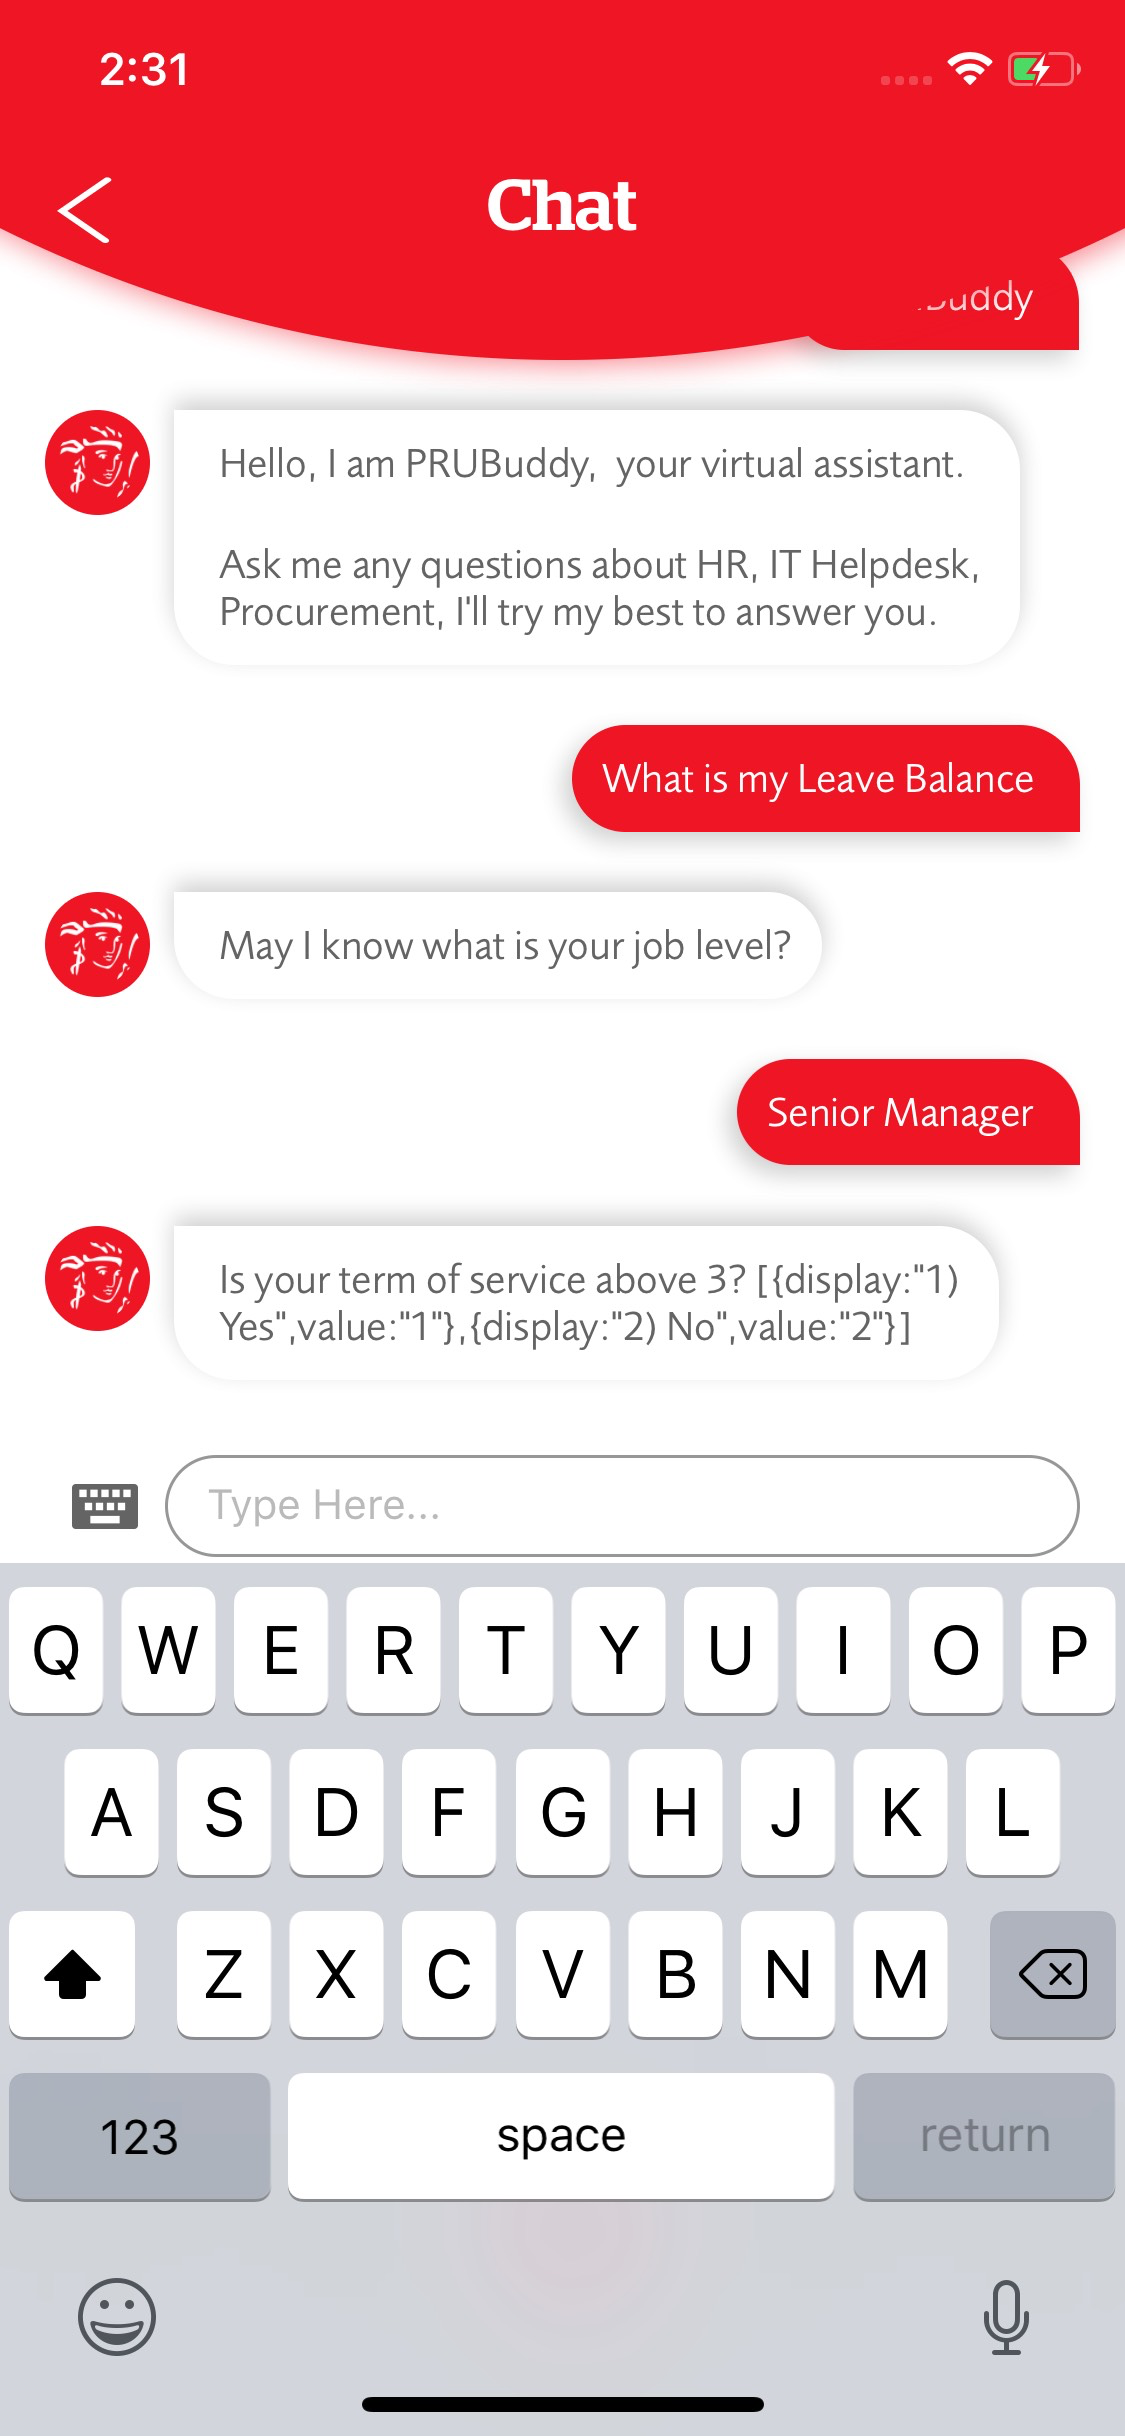 2:31
Chat
Hello, I am PRUBuddy,  your virtual assistant.
Ask me any questions about HR, IT Helpdesk,
Procurement, I'll try my best to answer you.
What is my Leave Balance
May I know what is your job level?
Senior Manager
Is your term of service above 3? [{display:"1)
Yes",value:"1"},{display:"2) No",value:"2"}]
Type Here...
Q W E R T Y U I O P
A S D F G H J K L
Z X C V B N M
123 space return